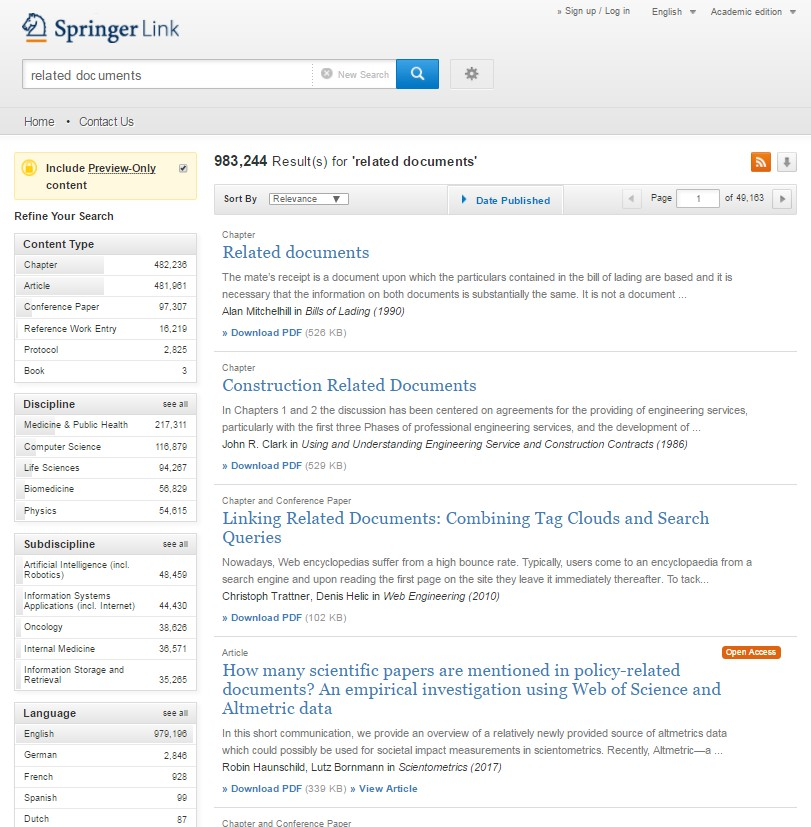 » Sign up / Log in English Academic edition
Springer Link
related documents New Search
Home • Contact Us
Include Preview-Only
content
Refine Your Search
Content Type
Chapter 482,236
Article 481,961
Conference Paper 97,307
Reference Work Entry 16,219
Protocol 2,825
Book 3
Discipline see all
Medicine & Public Health 217,311
Computer Science 116,879
Life Sciences 94,267
Biomedicine 56,829
Physics 54,615
Subdiscipline see all
Artificial Intelligence (incl.
Robotics) 48,459
Information Systems
Applications (incl. Internet) 44,430
Oncology 38,626
Internal Medicine 36,571
Information Storage and
Retrieval 35,265
Language see all
English 979,196
German 2,846
French 928
Spanish 99
Dutch 87
983,244 Result(s) for 'related documents'
Sort By Relevance Date Published Page 1 of 49,163
Chapter
Related documents
The mate's receipt is a document upon which the particulars contained in the bill of lading are based and it is
necessary that the information on both documents is substantially the same. It is not a document ...
Alan Mitchelhill in Bills of Lading (1990)
» Download PDF (526 KB)
Chapter
Construction Related Documents
In Chapters 1 and 2 the discussion has been centered on agreements for the providing of engineering services,
particularly with the first three Phases of professional engineering services, and the development of ...
John R. Clark in Using and Understanding Engineering Service and Construction Contracts (1986)
» Download PDF (529 KB)
Chapter and Conference Paper
Linking Related Documents: Combining Tag Clouds and Search
Queries
Nowadays, Web encyclopedias suffer from a high bounce rate. Typically, users come to an encyclopaedia from a
search engine and upon reading the first page on the site they leave it immediately thereafter. To tack...
Christoph Trattner, Denis Helic in Web Engineering (2010)
» Download PDF (102 KB)
Article Open Access
How many scientific papers are mentioned in policy-related
documents? An empirical investigation using Web of Science and
Altmetric data
In this short communication, we provide an overview of a relatively newly provided source of altmetrics data
which could possibly be used for societal impact measurements in scientometrics. Recently, Altmetric—a ...
Robin Haunschild, Lutz Bornmann in Scientometrics (2017)
» Download PDF (339 KB) » View Article
Chapter and Conference Paper